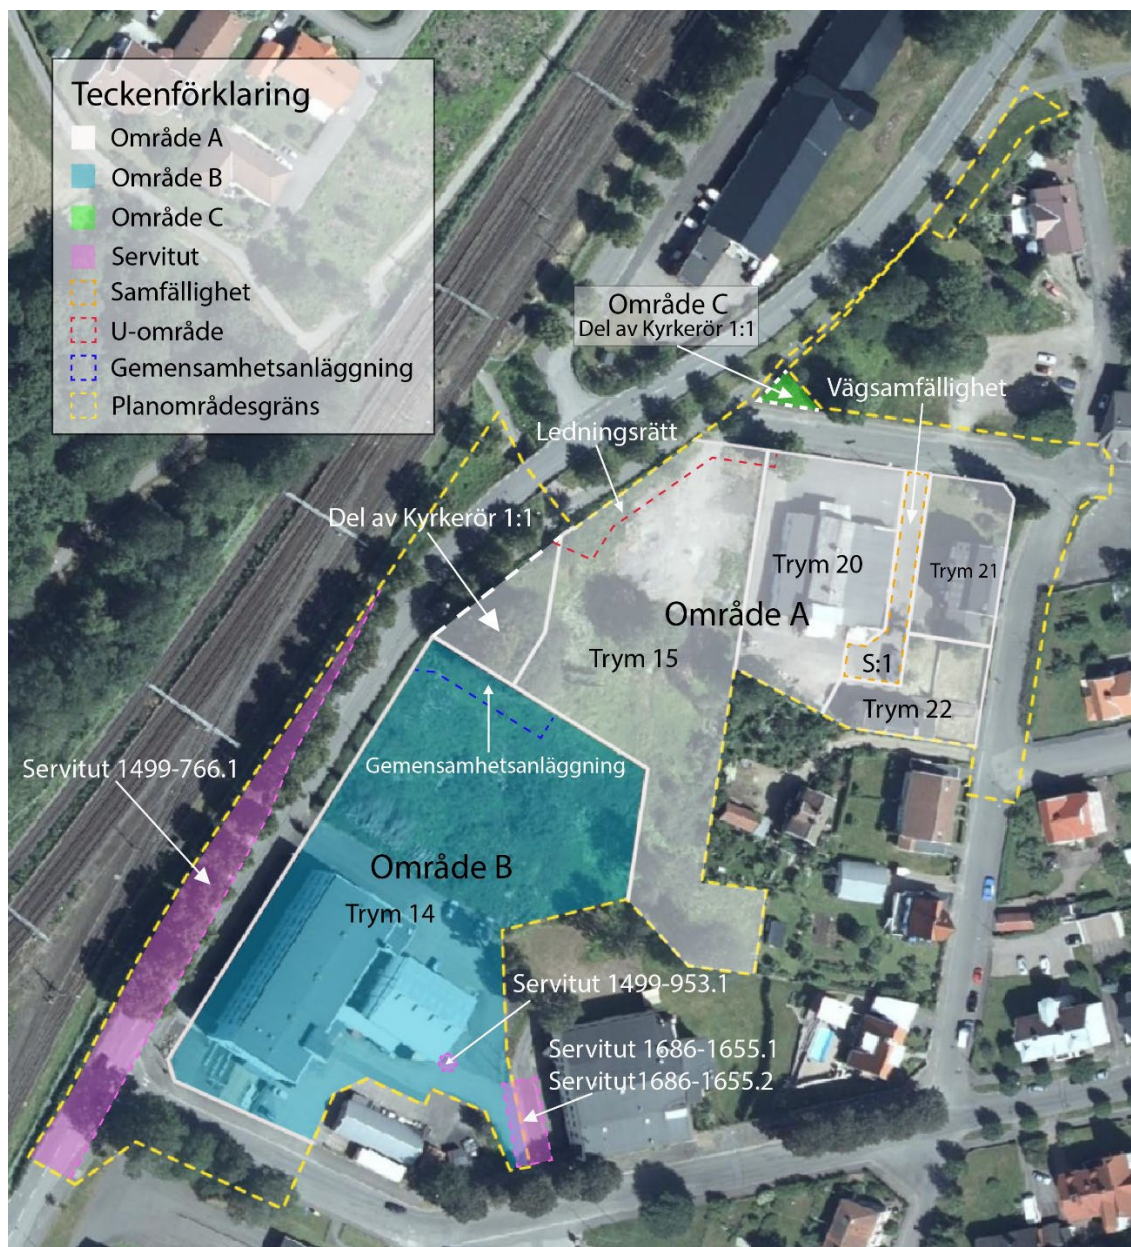 Teckenförklaring
Område A
Område B
Område C
Servitut
Samfällighet
U-område
Gemensamhetsanläggning
Planområdesgräns
Område C
Del av Kyrkerör 1:1
Vägsamfällighet
Ledningsrätt
Del av Kyrkerör 1:1
Trym 20
Trym 21
Område A
Trym 15
S:1
Trym 22
Servitut 1499-766.1
Gemensamhetsanläggning
Område B
Trym 14
Servitut 1499-953.1
Servitut 1686-1655.1
Servitut1686-1655.2